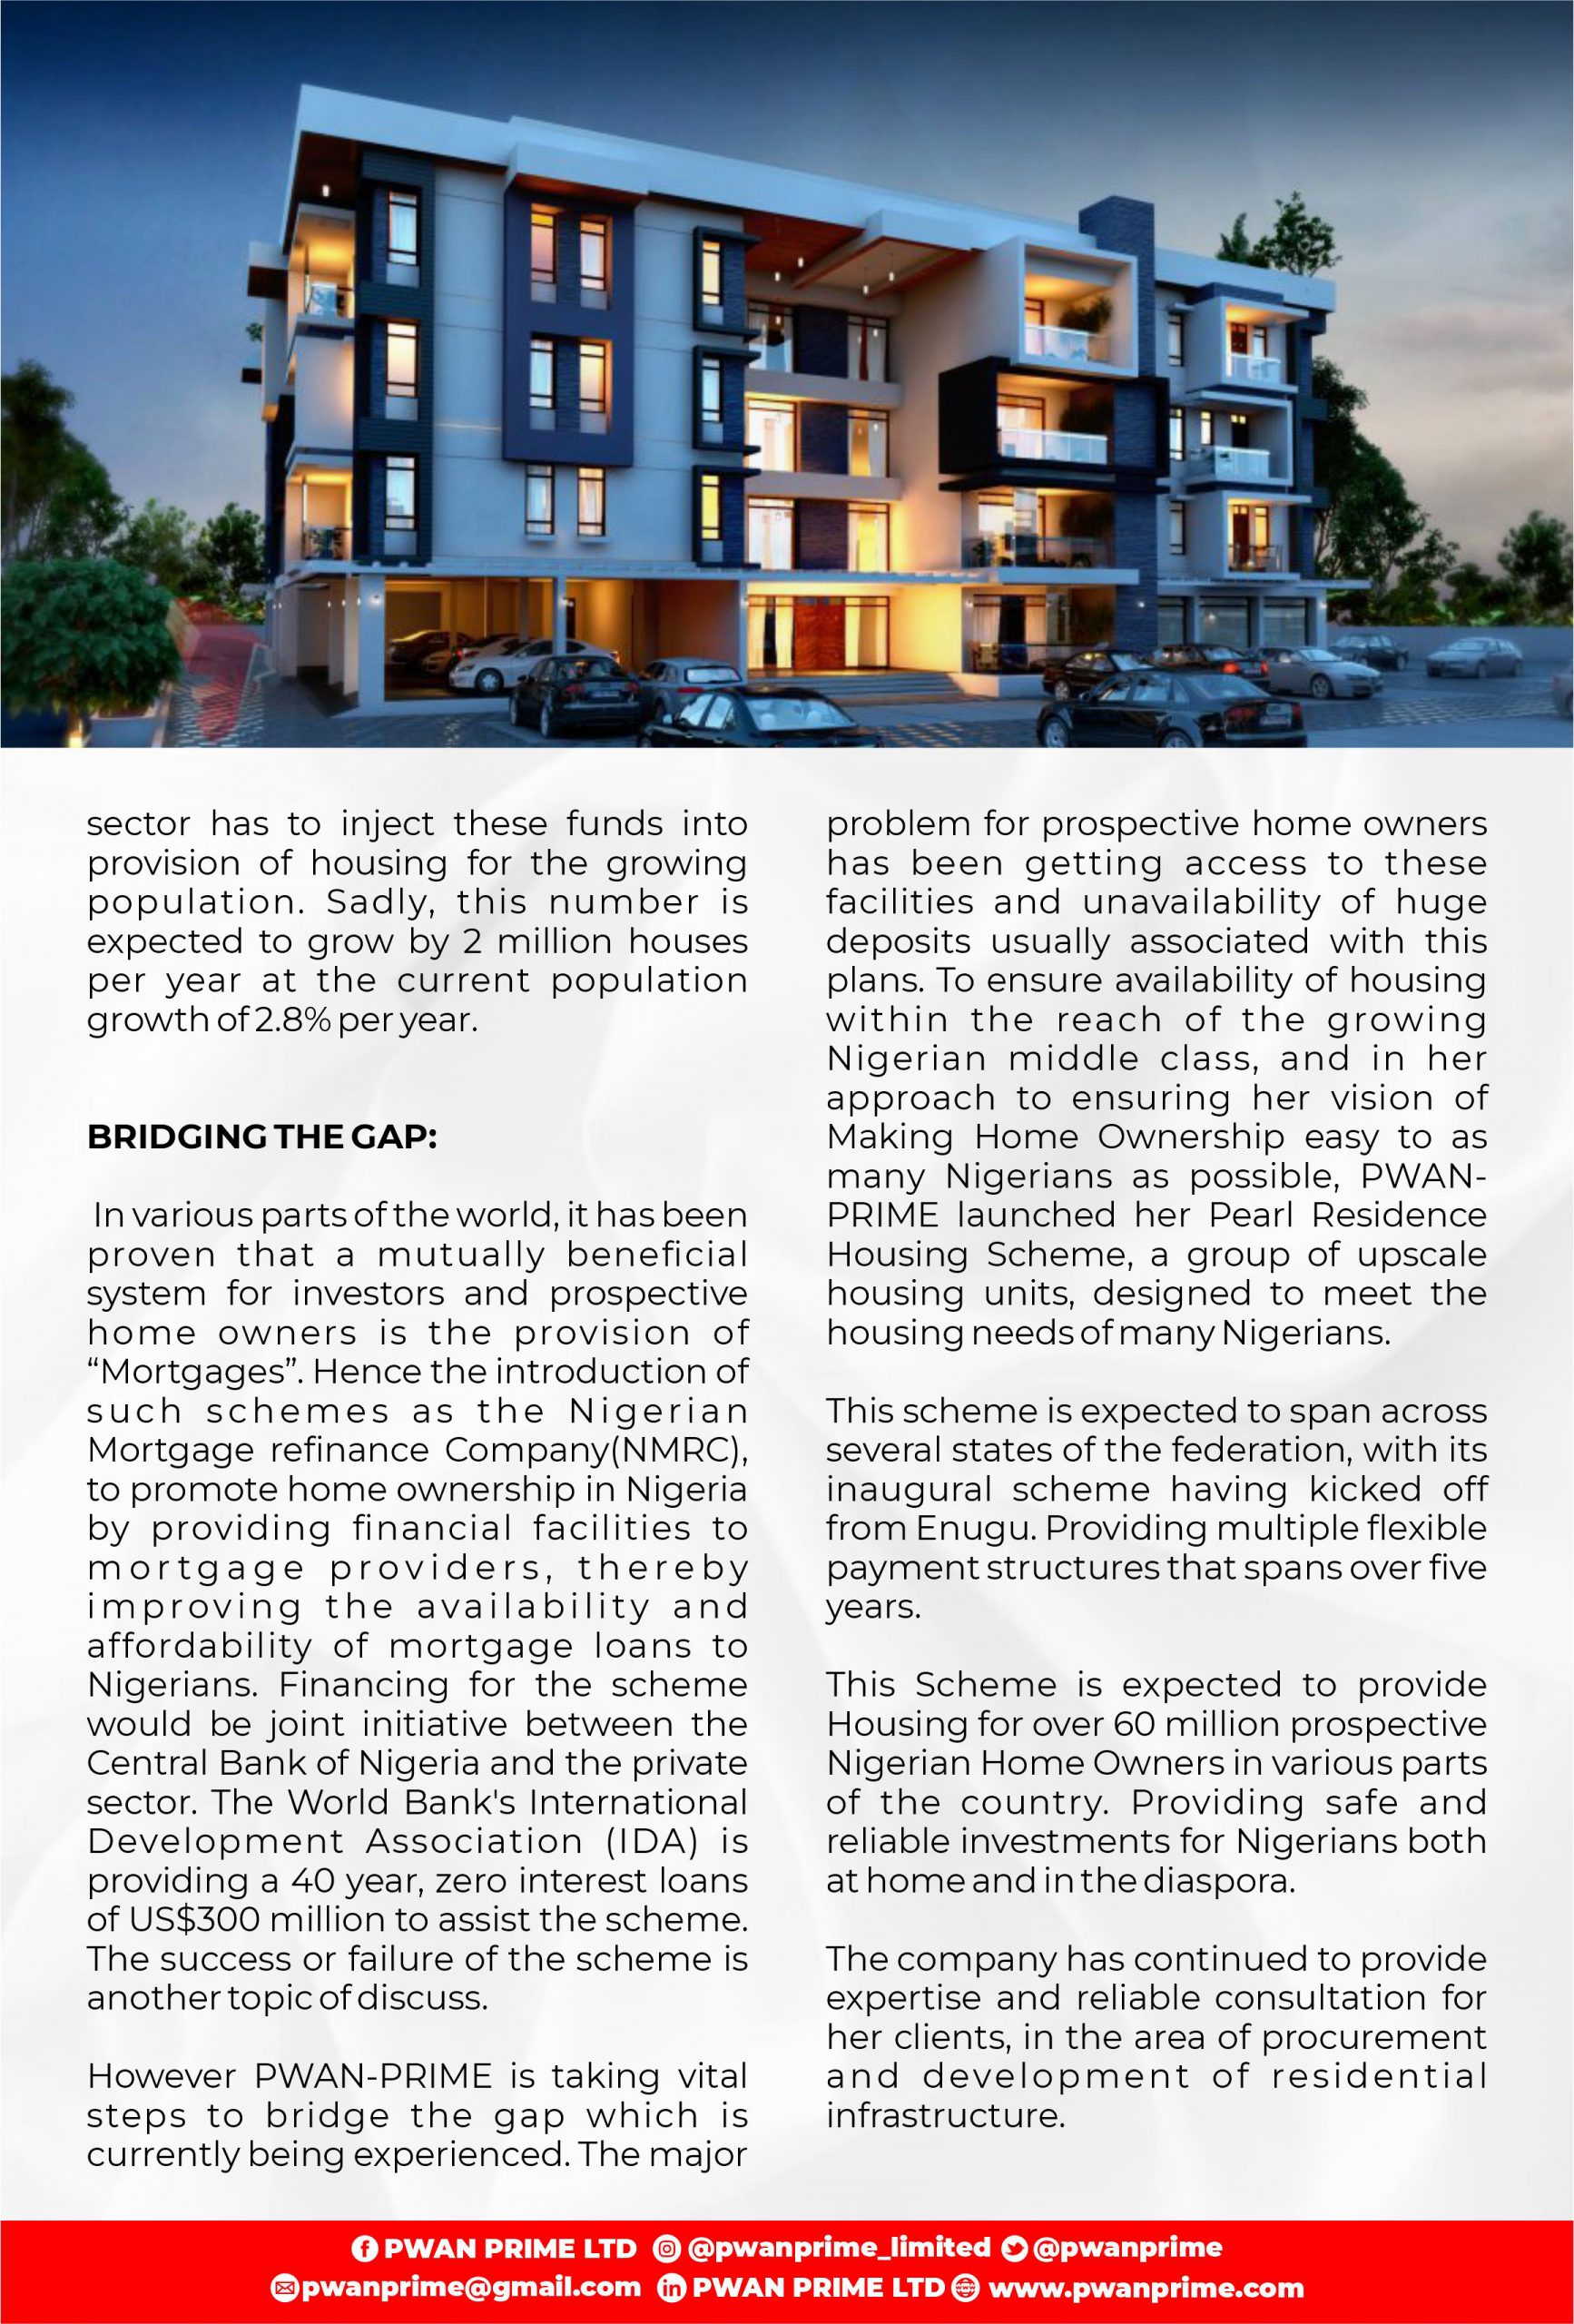 sector has to inject these funds into
provision of housing for the growing
population. Sadly, this number is
expected to grow by 2 million houses
per year at the current population
growth of 2.8% per year.
BRIDGING THE GAP:
In various parts of the world, it has been
proven that a mutually beneficial
system for investors and prospective
home owners is the provision of
“Mortgages”. Hence the introduction of
such schemes as the Nigerian
Mortgage refinance Company(NMRC),
to promote home ownership in Nigeria
by providing financial facilities to
mortgage providers, thereby
improving the availability and
affordability of mortgage loans to
Nigerians. Financing for the scheme
would be joint initiative between the
Central Bank of Nigeria and the private
sector. The World Bank's International
Development Association (IDA) is
providing a 40 year, zero interest loans
of US$300 million to assist the scheme.
The success or failure of the scheme is
another topic of discuss.
However PWAN-PRIME is taking vital
steps to bridge the gap which is
currently being experienced. The major
problem for prospective home owners
has been getting access to these
facilities and unavailability of huge
deposits usually associated with this
plans. To ensure availability of housing
within the reach of the growing
Nigerian middle class, and in her
approach to ensuring her vision of
Making Home Ownership easy to as
many Nigerians as possible, PWAN-
PRIME launched her Pearl Residence
Housing Scheme, a group of upscale
housing units, designed to meet the
housing needs of many Nigerians.
This scheme is expected to span across
several states of the federation, with its
inaugural scheme having kicked off
from Enugu. Providing multiple flexible
payment structures that spans over five
years.
This Scheme is expected to provide
Housing for over 60 million prospective
Nigerian Home Owners in various parts
of the country. Providing safe and
reliable investments for Nigerians both
at home and in the diaspora.
The company has continued to provide
expertise and reliable consultation for
her clients, in the area of procurement
and development of residential
infrastructure.
PWAN PRIME LTD @pwanprime_limited @pwanprime
pwanprime@gmail.com PWAN PRIME LTD www.pwanprime.com